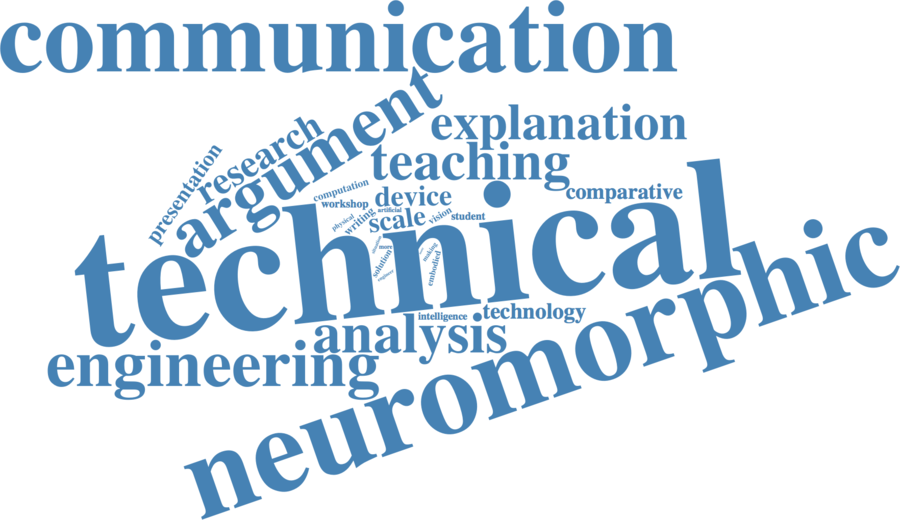 communication
argument
explanation
research
teaching
presentation
computation
device
comparative
workshop
artificial
writing
physical
scale
vision
student
technical
more
making
solution
embodied
engineer
neuromorphic
intelligence
technology
analysis
engineering